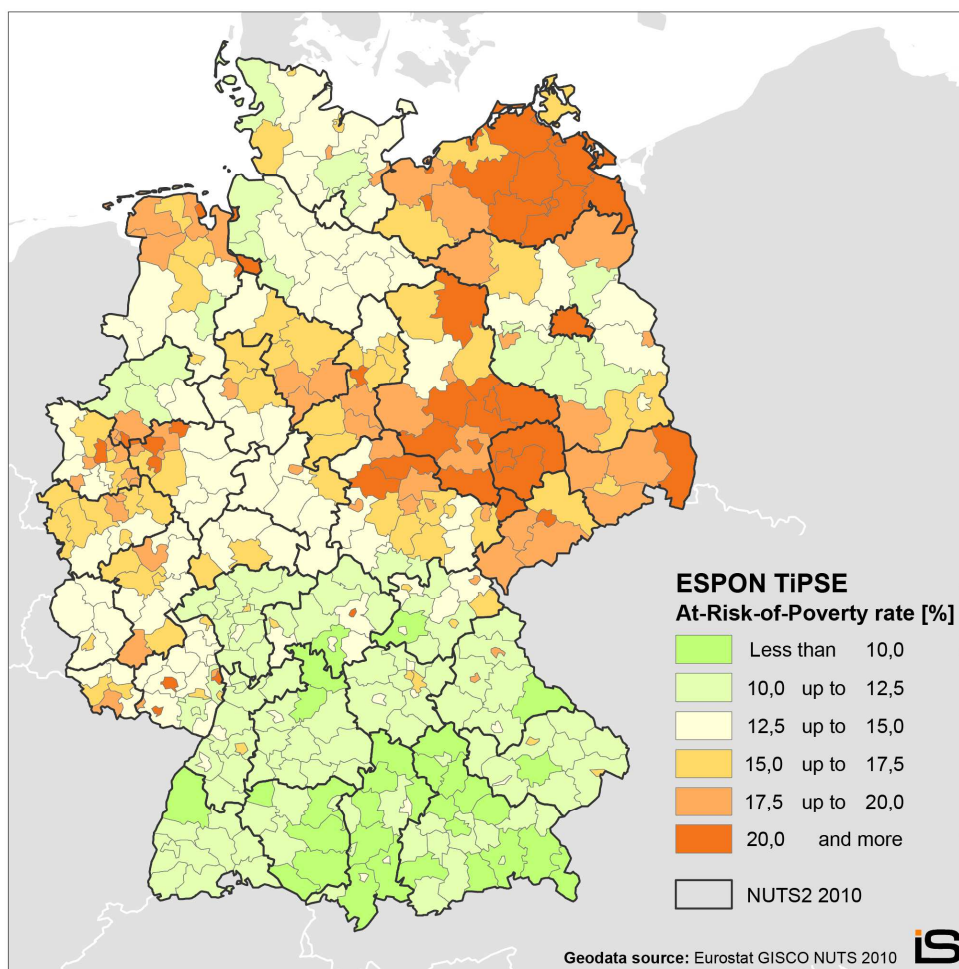 ESPON TiPSE
At-Risk-of-Poverty rate [%]
Less than 10,0
10,0 up to 12,5
12,5 up to 15,0
15,0 up to 17,5
17,5 up to 20,0
20,0 and more
NUTS2 2010
Geodata source: Eurostat GISCO NUTS 2010
iS